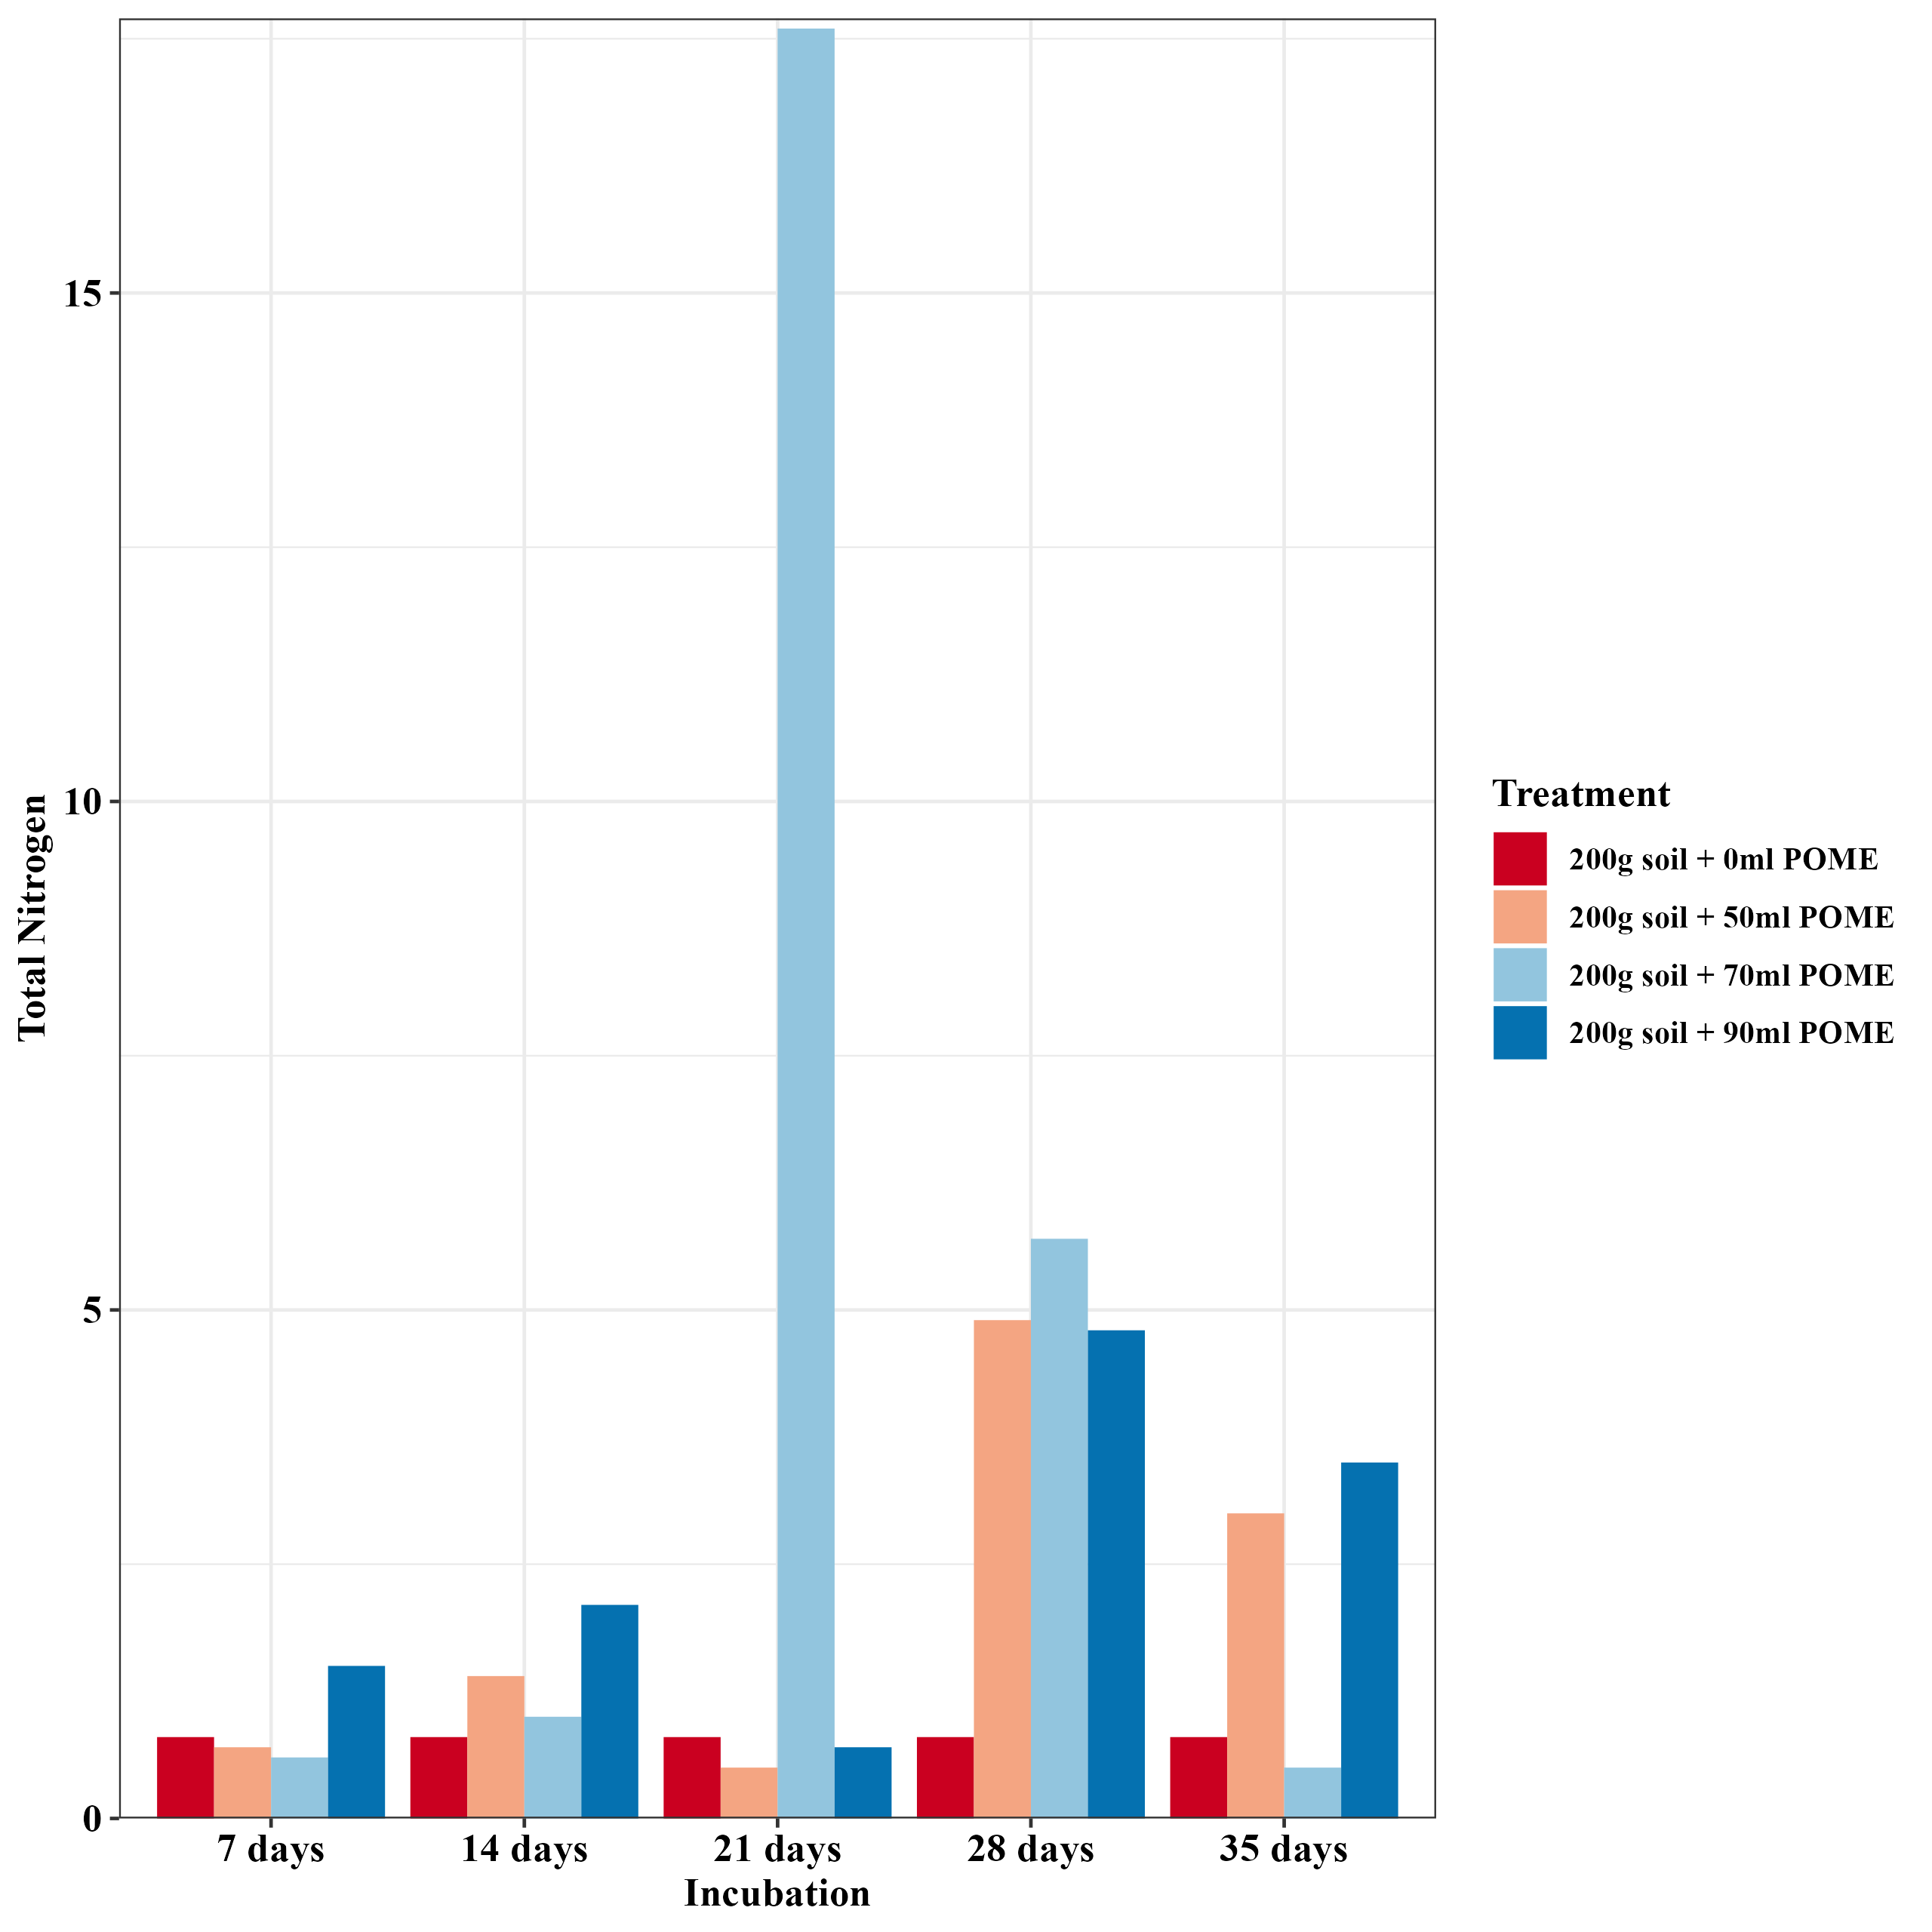 Total Nitrogen
15
10
5
0
7 days
14 days
21 days
28 days
35 days
Incubation
Treatment
200g soil + 0ml POME
200g soil + 50ml POME
200g soil + 70ml POME
200g soil + 90ml POME